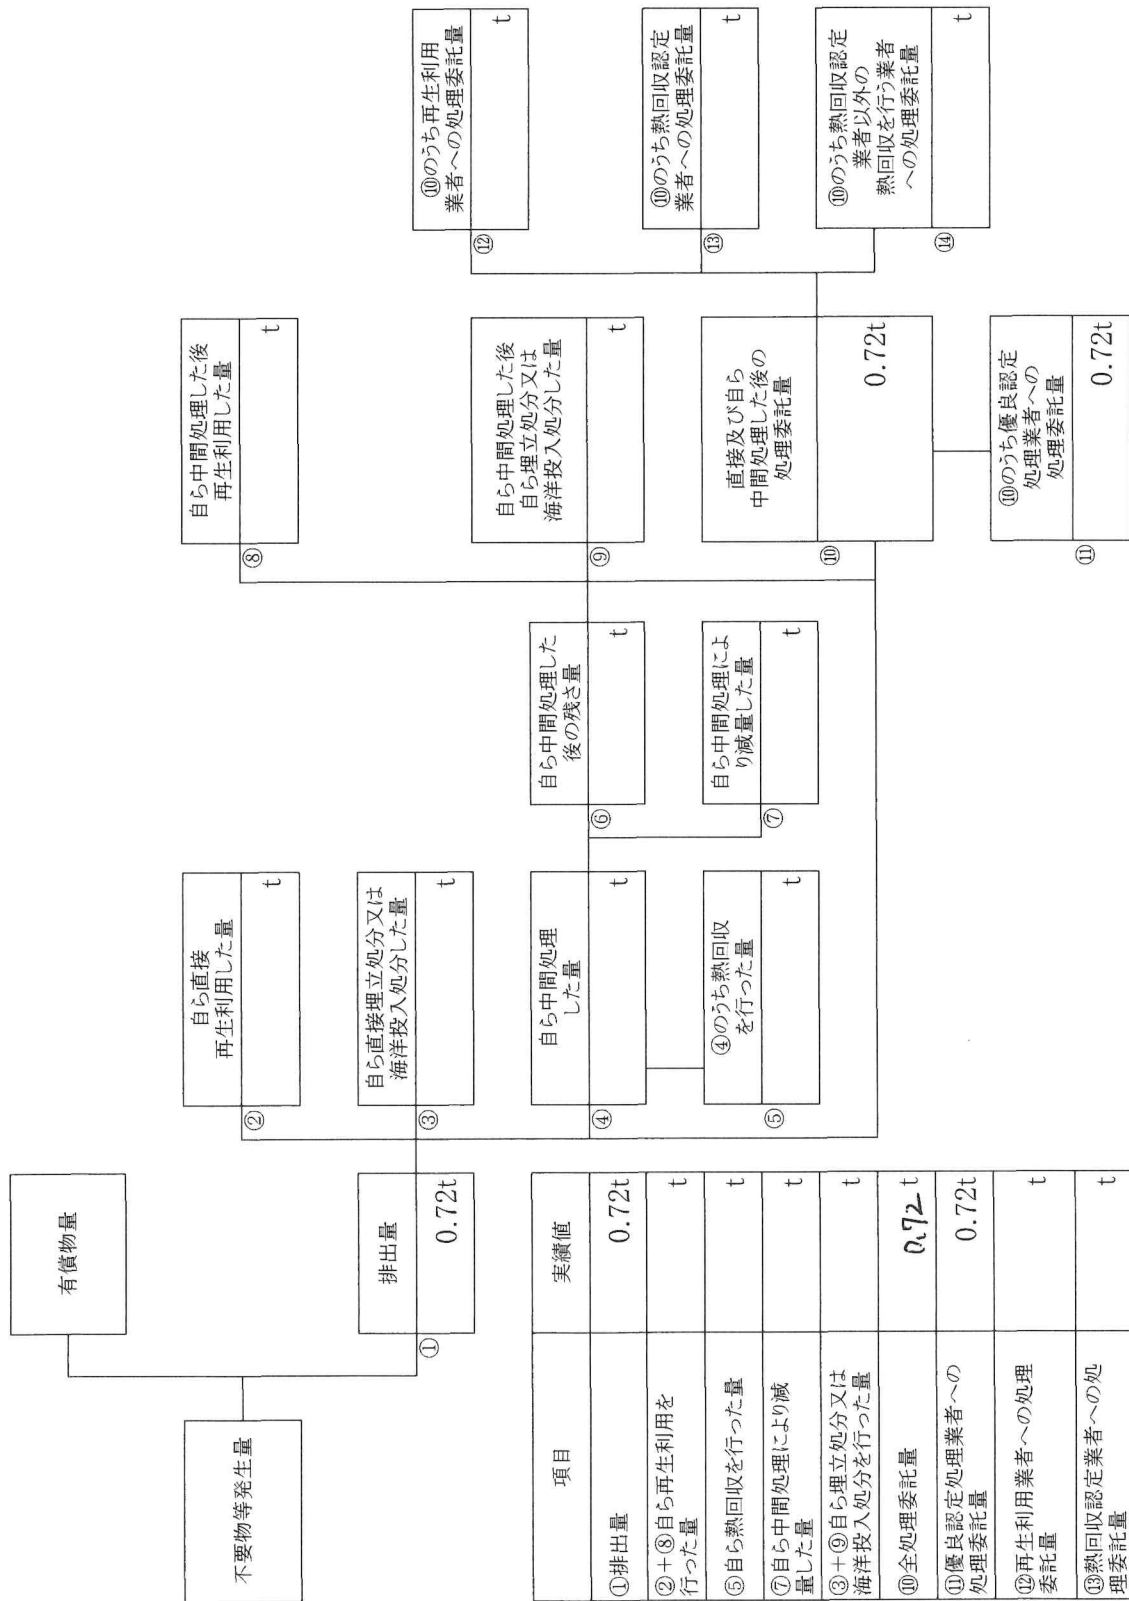 不要物等発生量
有償物量
排出量
①
0.72t
自ら直接
再生利用した量
②
t
自ら直接埋立処分又は
海洋投入処分した量
③
t
自ら中間処理
した量
④
t
④のうち熱回収
を行った量
⑤
t
自ら中間処理した
後の残さ量
⑥
t
自ら中間処理によ
り減量した量
⑦
t
自ら中間処理した後
再生利用した量
⑧
t
自ら中間処理した後
自ら埋立処分又は
海洋投入処分した量
⑨
t
直接及び自ら
中間処理した後の
処理委託量
⑩
0.72t
⑩のうち優良認定
処理業者への
処理委託量
⑪
0.72t
⑩のうち再生利用
業者への処理委託量
⑫
t
⑩のうち熱回収認定
業者への処理委託量
⑬
t
⑩のうち熱回収認定
業者以外の
熱回収を行う業者
への処理委託量
⑭
t
項目 実績値
①排出量 0.72t
②+⑧自ら再生利用を
行った量 t
⑤自ら熱回収を行った量 t
⑦自ら中間処理により減
量した量 t
③+⑨自ら埋立処分又は
海洋投入処分を行った量 t
⑩全処理委託量 0.72 t
⑪優良認定処理業者への
処理委託量 0.72t
⑫再生利用業者への処理
委託量 t
⑬熱回収認定業者への処
理委託量 t